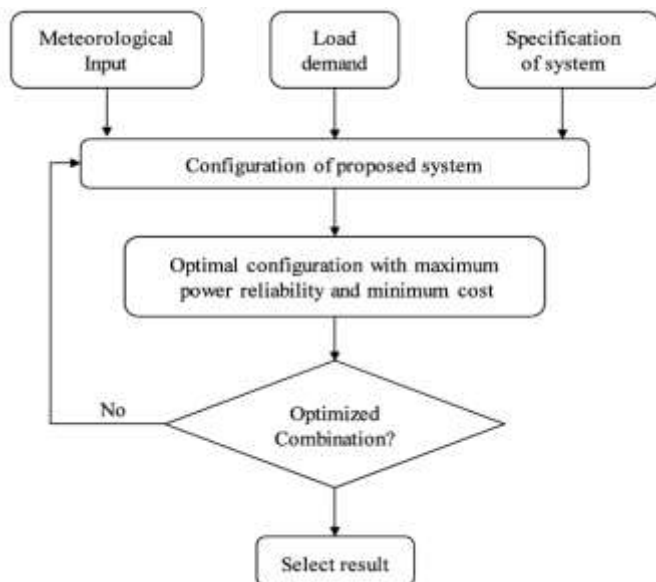 Meteorological
Input
Load
demand
Specification
of system
Configuration of proposed system
Optimal configuration with maximum
power reliability and minimum cost
No
Optimized
Combination?
Select result